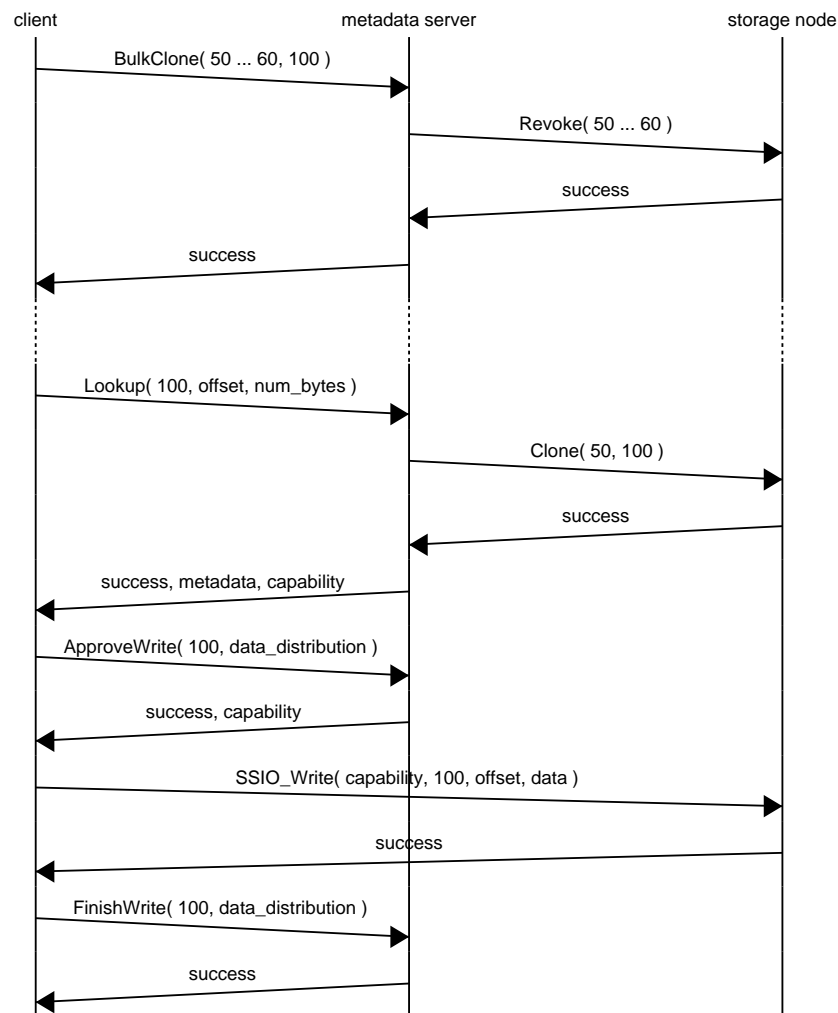 client metadata server storage node
BulkClone( 50 ... 60, 100 )
Revoke( 50 ... 60 )
success
success
Lookup( 100, offset, num_bytes )
Clone( 50, 100 )
success
success, metadata, capability
ApproveWrite( 100, data_distribution )
success, capability
SSIO_Write( capability, 100, offset, data )
success
FinishWrite( 100, data_distribution )
success